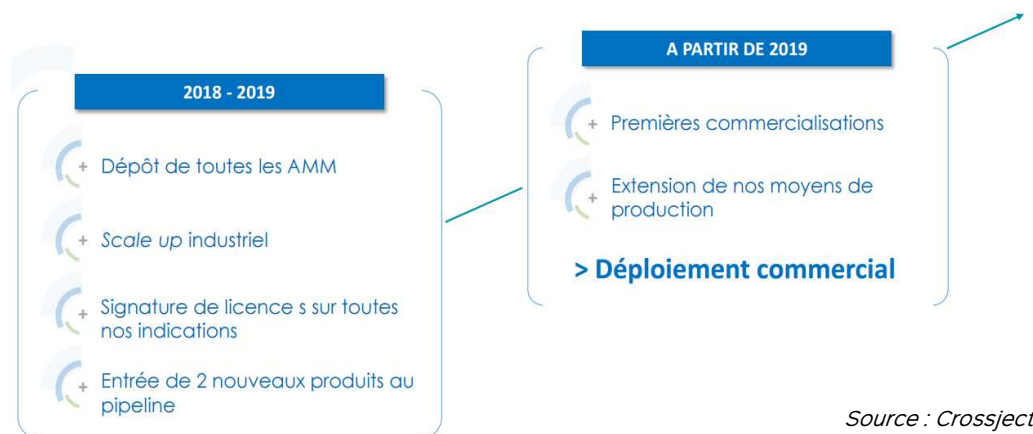 2018 - 2019
+ Dépôt de toutes les AMM
+ Scale up industriel
+ Signature de licence s sur toutes
nos indications
+ Entrée de 2 nouveaux produits au
pipeline
A PARTIR DE 2019
+ Premières commercialisations
+ Extension de nos moyens de
production
> Déploiement commercial
Source : Crossject